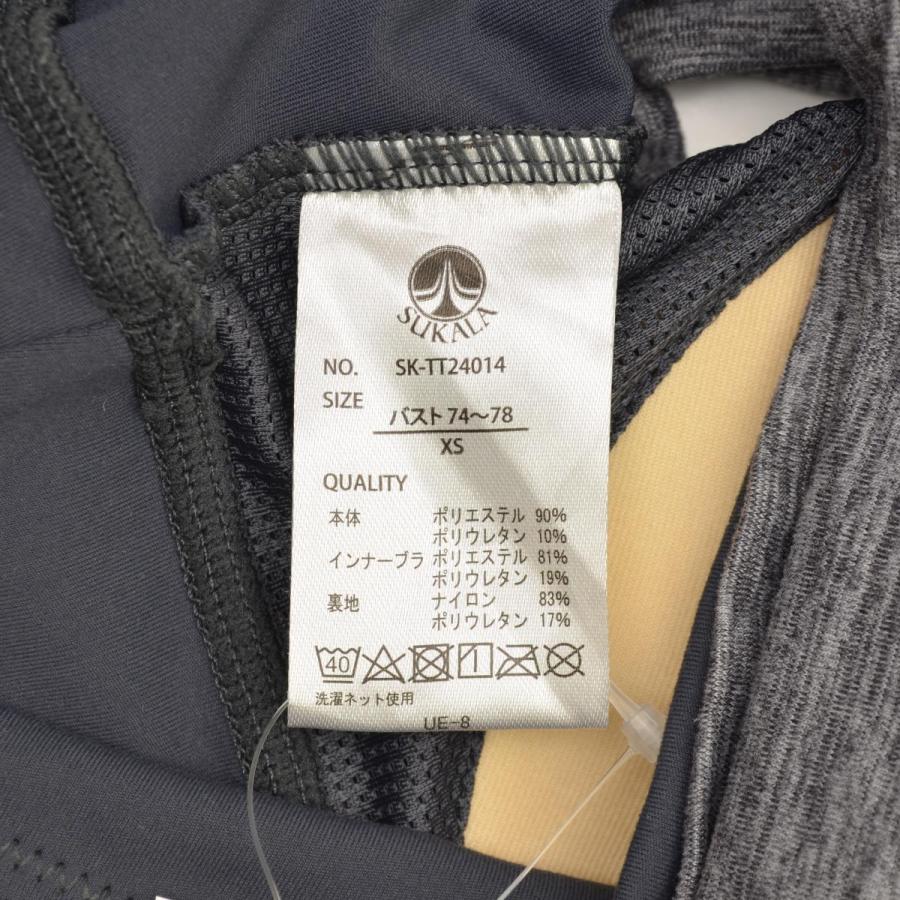 SUKALA
NO. SK-TT24014
SIZE バスト 74～78
XS
QUALITY
本体 ポリエステル 90%
ポリウレタン 10%
インナーブラ ポリエステル 81%
ポリウレタン 19%
裏地 ナイロン 83%
ポリウレタン 17%
40
洗濯ネット使用
UE-8